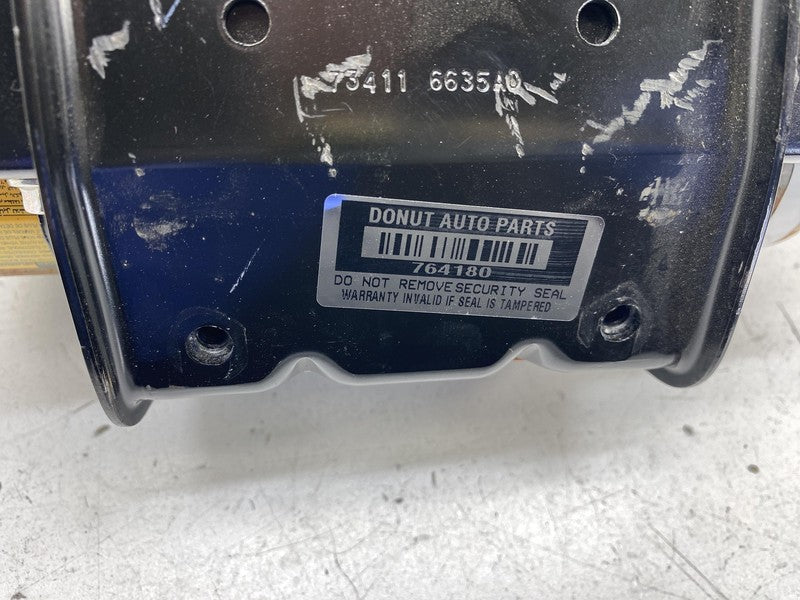 73411 6635A0
DONUT AUTO PARTS
764180
DO NOT REMOVE SECURITY SEAL
WARRANTY INVALID IF SEAL IS TAMPERED